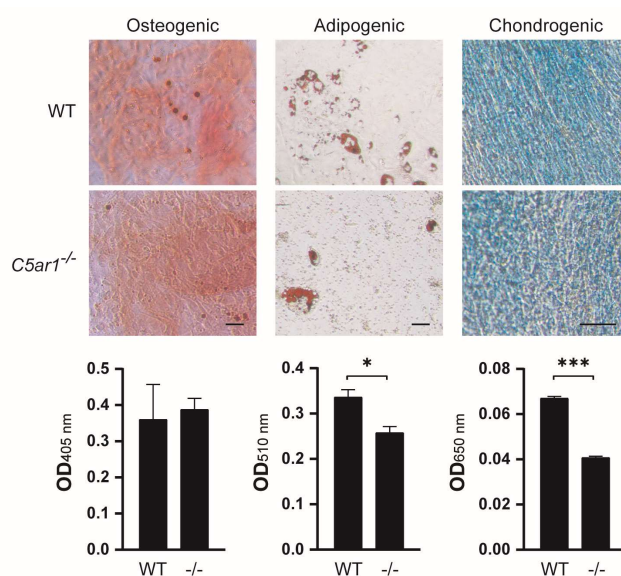 Osteogenic Adipogenic Chondrogenic
WT
C5ar1-/-
* ***
0.5 0.4 0.3 0.2 0.1 0.0
OD405 nm
WT -/-
0.4 0.3 0.2 0.1 0.0
OD510 nm
WT -/-
0.08 0.06 0.04 0.02 0.00
OD650 nm
WT -/-